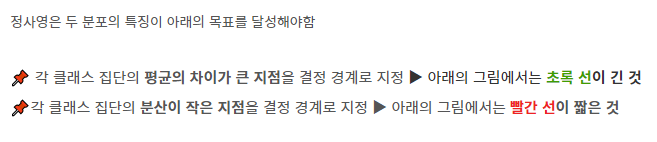 정사영은 두 분포의 특징이 아래의 목표를 달성해야함
각 클래스 집단의 평균의 차이가 큰 지점을 결정 경계로 지정 ▶ 아래의 그림에서는 초록 선이 긴 것
각 클래스 집단의 분산이 작은 지점을 결정 경계로 지정 ▶ 아래의 그림에서는 빨간 선이 짧은 것